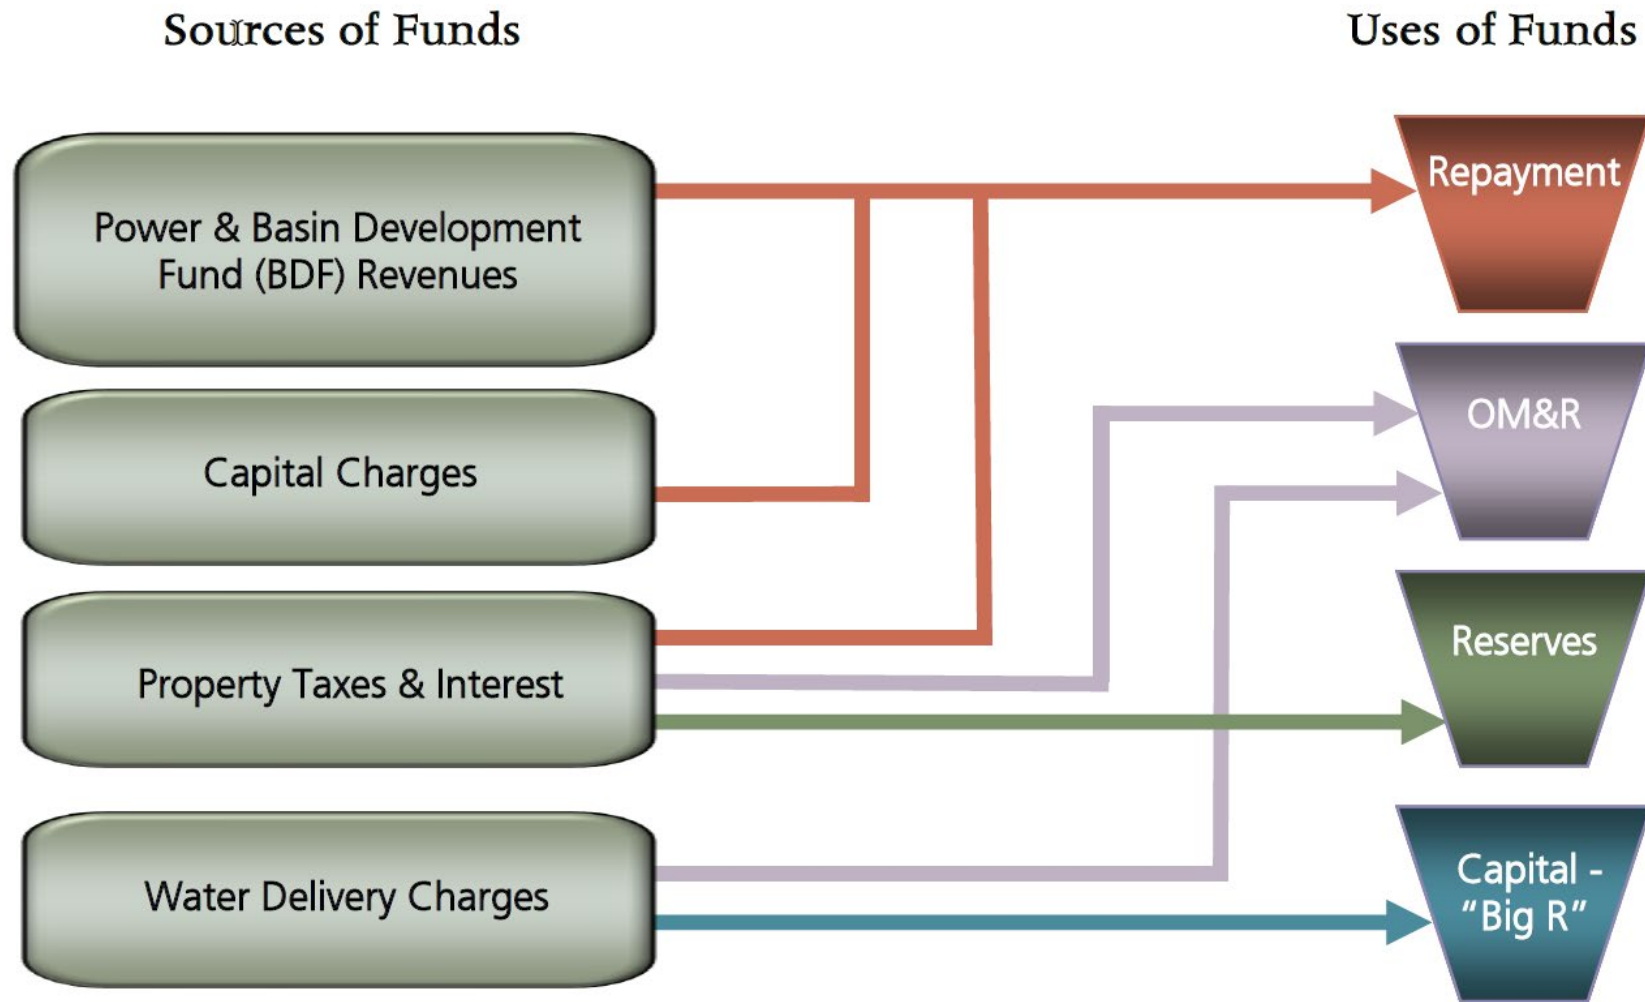 Sources of Funds
Uses of Funds
Power & Basin Development
Fund (BDF) Revenues
Capital Charges
Property Taxes & Interest
Water Delivery Charges
Repayment
OM&R
Reserves
Capital -
“Big R”